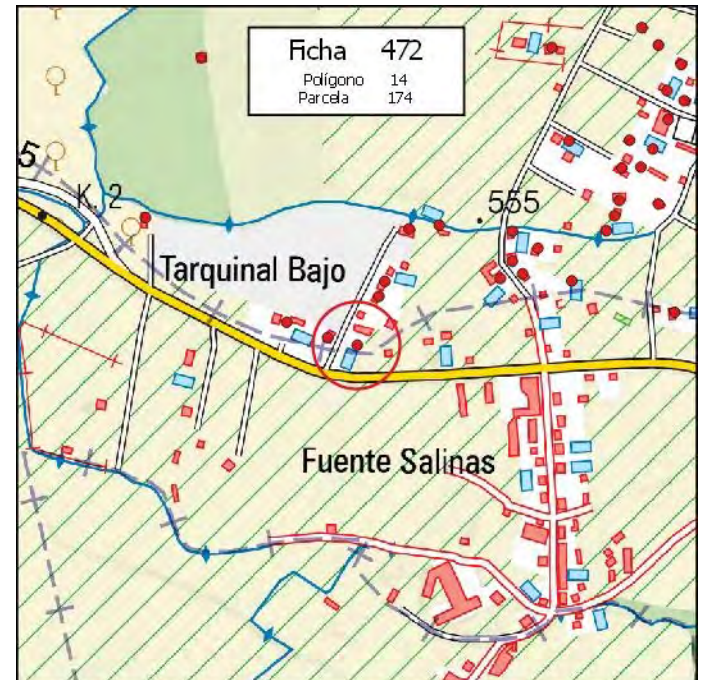 Ficha 472
Polígono 14
Parcela 174
5
K. 2
555
Tarquinal Bajo
Fuente Salinas